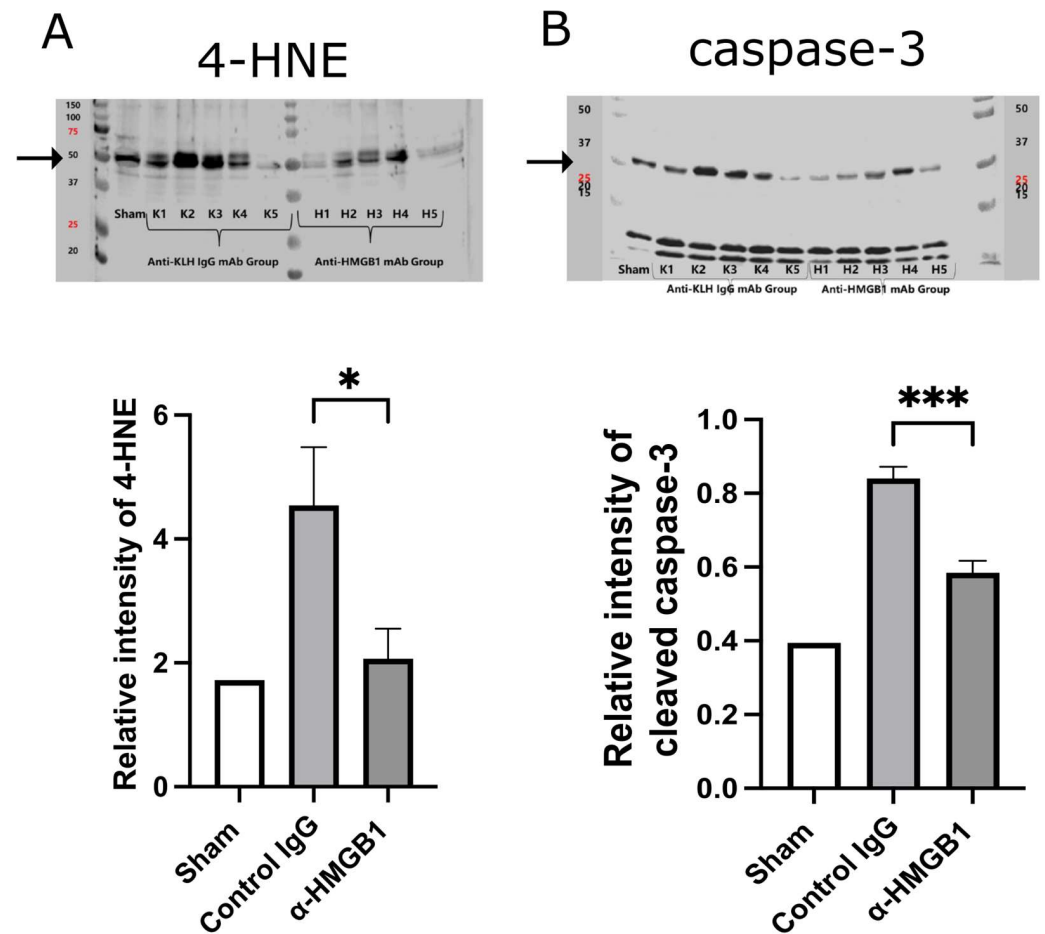 A
4-HNE
150
100
75
50
37
25
20
Sham K1 K2 K3 K4 K5 H1 H2 H3 H4 H5
Anti-KLH IgG mAb Group Anti-HMGB1 mAb Group
B
caspase-3
50
37
25
20
15
50
37
25
20
15
Sham K1 K2 K3 K4 K5 H1 H2 H3 H4 H5
Anti-KLH IgG mAb Group Anti-HMGB1 mAb Group
*
Relative intensity of 4-HNE
6
4
2
0
Sham
Control IgG
α-HMGB1
***
Relative intensity of
cleaved caspase-3
1.0
0.8
0.6
0.4
0.2
0.0
Sham
Control IgG
α-HMGB1